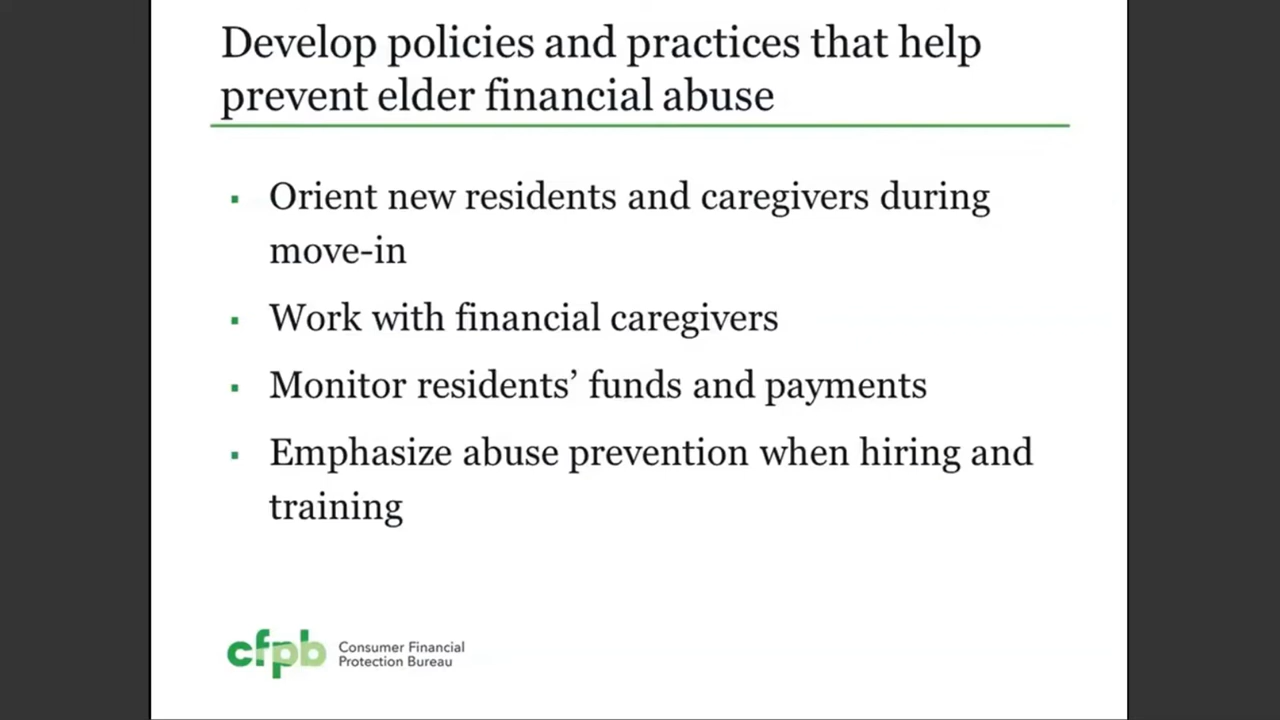 Develop policies and practices that help
prevent elder financial abuse
▪ Orient new residents and caregivers during
move-in
▪ Work with financial caregivers
▪ Monitor residents’ funds and payments
▪ Emphasize abuse prevention when hiring and
training
cfpb Consumer Financial
Protection Bureau